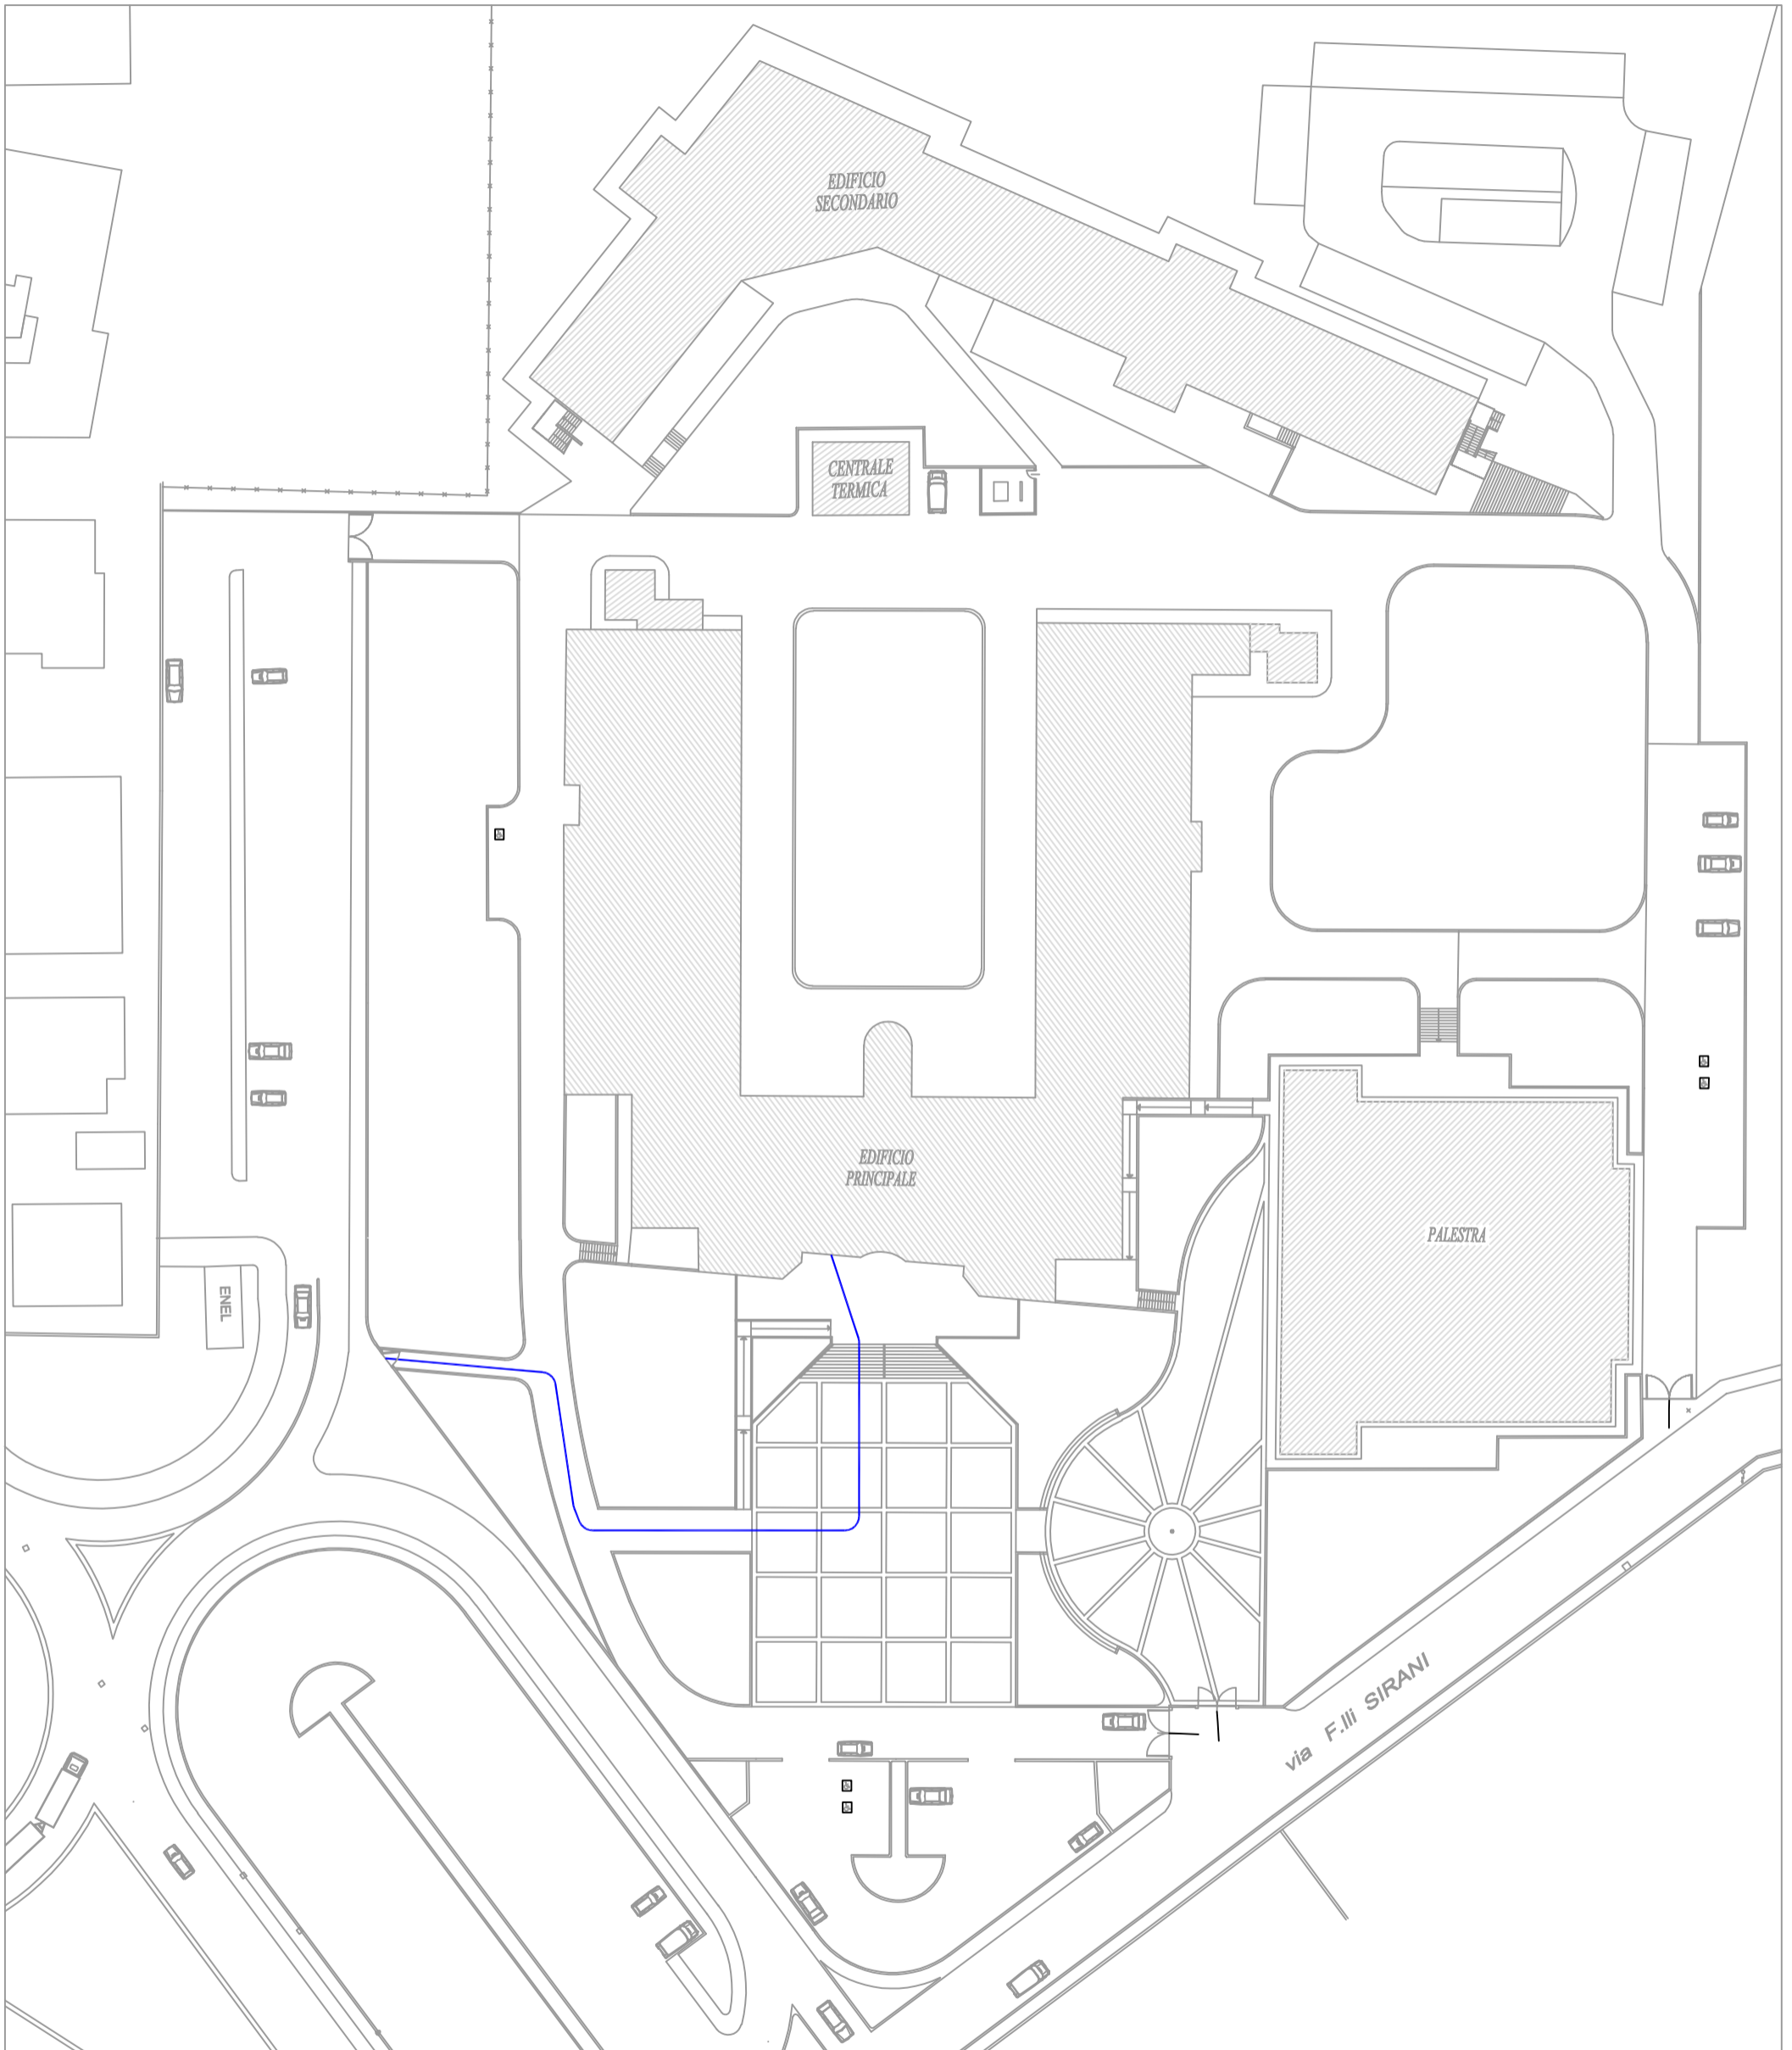 EDIFICIO
SECONDARIO
CENTRALE
TERMICA
EDIFICIO
PRINCIPALE
PALESTRA
ENEL
via F.lli SIRANI